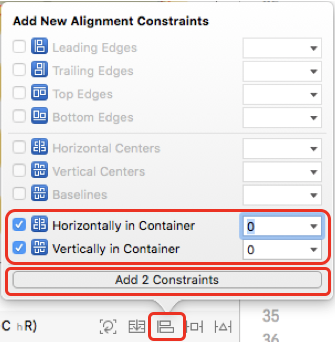 Add New Alignment Constraints
Leading Edges
Trailing Edges
Top Edges
Bottom Edges
Horizontal Centers
Vertical Centers
Baselines
Horizontally in Container 0
Vertically in Container 0
Add 2 Constraints
C hR)
35
36